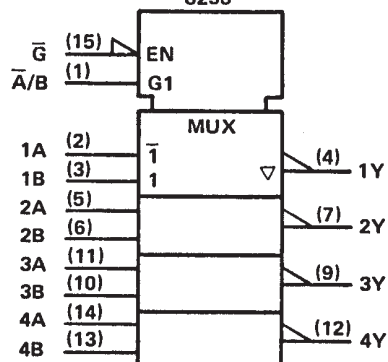 G̅ (15) EN
A̅/B (1) G1
MUX
1A (2) 1̅ (4) 1Y
1B (3) 1 ▽
2A (5) (7) 2Y
2B (6)
3A (11) (9) 3Y
3B (10)
4A (14) (12) 4Y
4B (13)